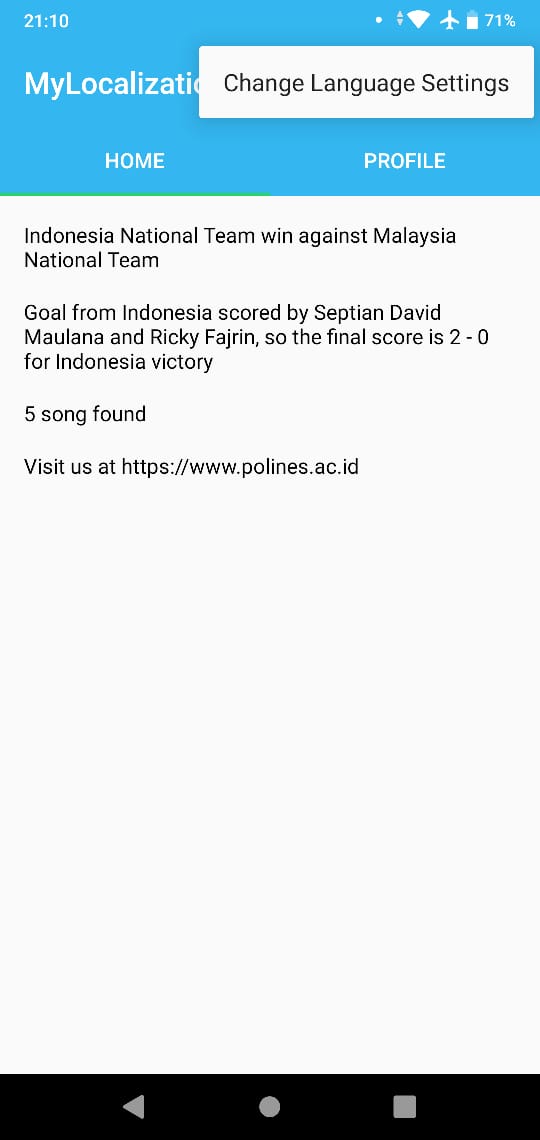 21:10
71%
MyLocalizatio
Change Language Settings
HOME
PROFILE
Indonesia National Team win against Malaysia
National Team
Goal from Indonesia scored by Septian David
Maulana and Ricky Fajrin, so the final score is 2 - 0
for Indonesia victory
5 song found
Visit us at https://www.polines.ac.id